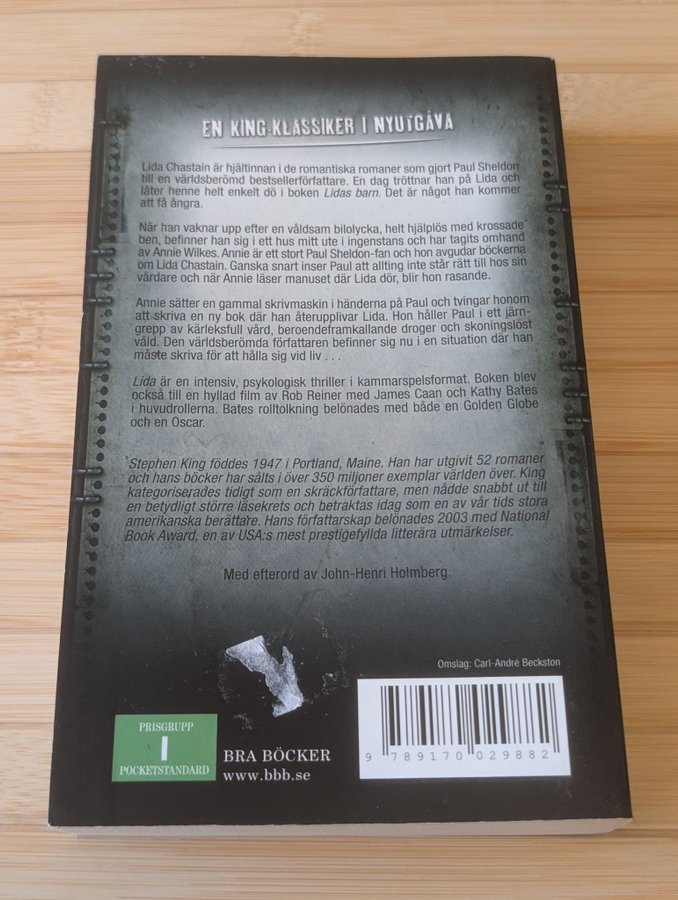 EN KING-KLASSIKER I NYUTGÅVA
Lida Chastain är hjältinnan i de romantiska romaner som gjort Paul Sheldon
till en världsberömd bestsellerförfattare. En dag tröttnar han på Lida och
låter henne helt enkelt dö i boken Lidas barn. Det är något han kommer
att få ångra.
När han vaknar upp efter en våldsam bilolycka, helt hjälplös med krossade
ben, befinner han sig i ett hus mitt ute i ingenstans och har tagits omhand
av Annie Wilkes. Annie är ett stort Paul Sheldon-fan och hon avgudar böckerna
om Lida Chastain. Ganska snart inser Paul att allting inte står rätt till hos sin
vårdare och när Annie läser manuset där Lida dör, blir hon rasande.
Annie sätter en gammal skrivmaskin i händerna på Paul och tvingar honom
att skriva en ny bok där han återupplivar Lida. Hon håller Paul i ett järn-
grepp av kärleksfull vård, beroendeframkallande droger och skoningslöst
våld. Den världsberömda författaren befinner sig nu i en situation där han
måste skriva för att hålla sig vid liv . . .
Lida är en intensiv, psykologisk thriller i kammarspelsformat. Boken blev
också till en hyllad film av Rob Reiner med James Caan och Kathy Bates
i huvudrollerna. Bates rolltolkning belönades med både en Golden Globe
och en Oscar.
Stephen King föddes 1947 i Portland, Maine. Han har utgivit 52 romaner
och hans böcker har sålts i över 350 miljoner exemplar världen över. King
kategoriserades tidigt som en skräckförfattare, men nådde snabbt ut till
en betydligt större läsekrets och betraktas idag som en av vår tids stora
amerikanska berättare. Hans författarskap belönades 2003 med National
Book Award, en av USA:s mest prestigefyllda litterära utmärkelser.
Med efterord av John-Henri Holmberg.
Omslag: Carl-André Beckston
PRISGRUPP
I
POCKETSTANDARD
BRA BÖCKER
www.bbb.se
9 789170 029882